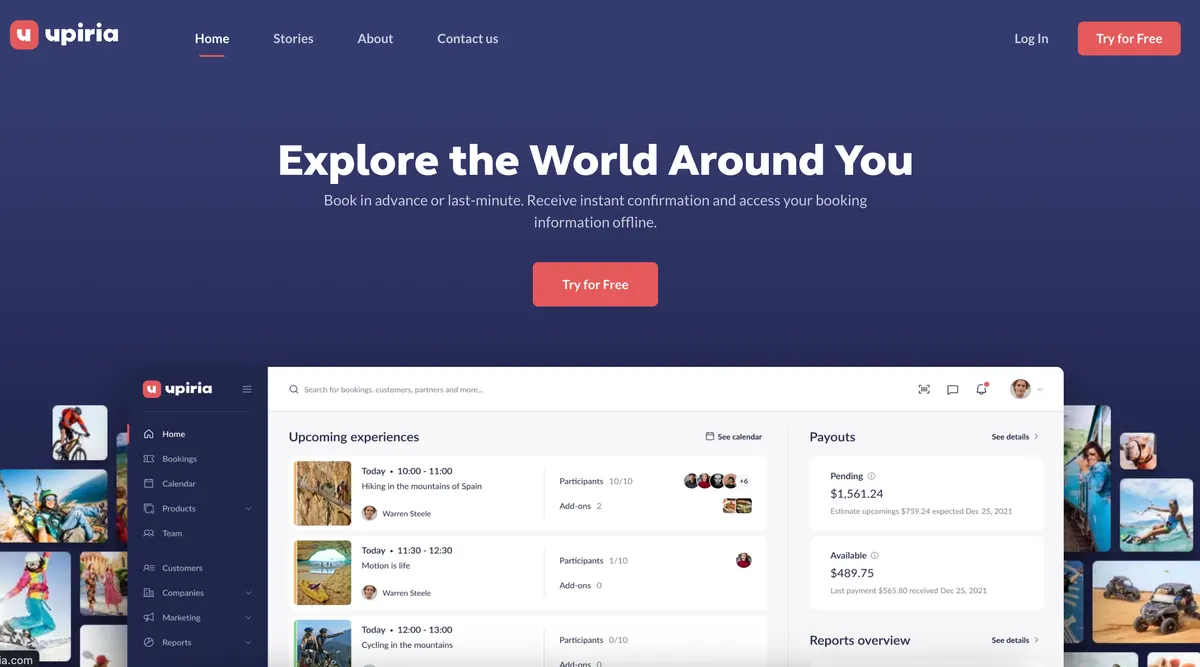 upiria
Home
Stories
About
Contact us
Log In
Try for Free
Explore the World Around You
Book in advance or last-minute. Receive instant confirmation and access your booking
information offline.
Try for Free
upiria
Search for bookings, customers, partners and more...
Home
Bookings
Calendar
Products
Team
Customers
Companies
Marketing
Reports
Upcoming experiences
See calendar
Today • 10:00 - 11:00
Hiking in the mountains of Spain
Warren Steele
Participants 10/10
+6
Add-ons 2
Today • 11:30 - 12:30
Motion is life
Warren Steele
Participants 1/10
Add-ons 0
Today • 12:00 - 13:00
Cycling in the mountains
Participants 0/10
Add-ons 0
Payouts
See details
Pending
$1,561.24
Estimate upcomings $759.24 expected Dec 25, 2021
Available
$489.75
Last payment $565.80 received Dec 25, 2021
Reports overview
See details
ia.com